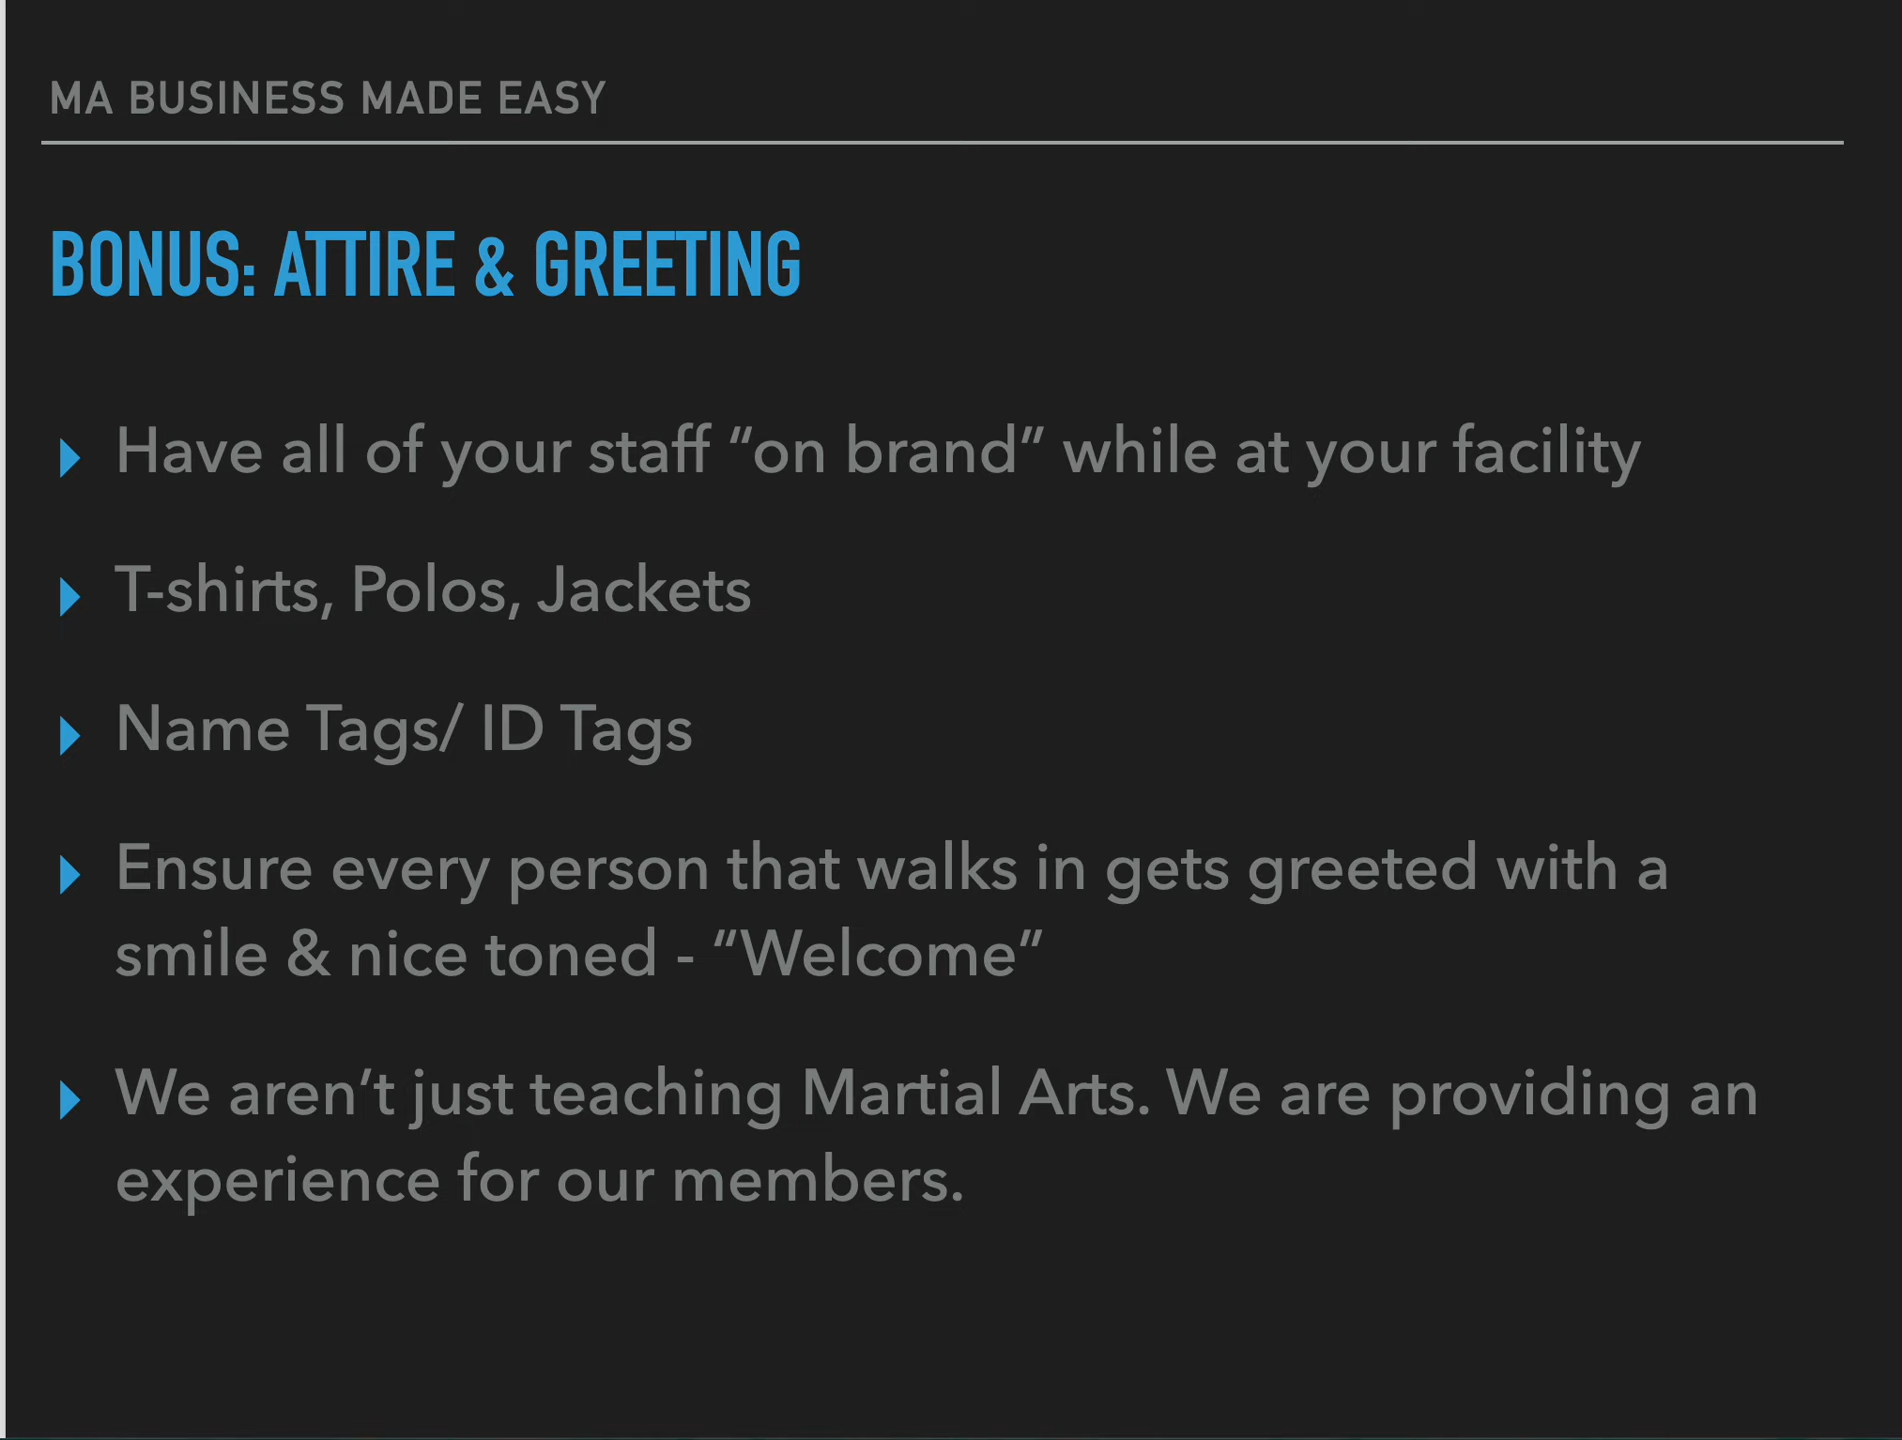 MA BUSINESS MADE EASY
BONUS: ATTIRE & GREETING
Have all of your staff “on brand” while at your facility
T-shirts, Polos, Jackets
Name Tags/ ID Tags
Ensure every person that walks in gets greeted with a
smile & nice toned - “Welcome”
We aren’t just teaching Martial Arts. We are providing an
experience for our members.